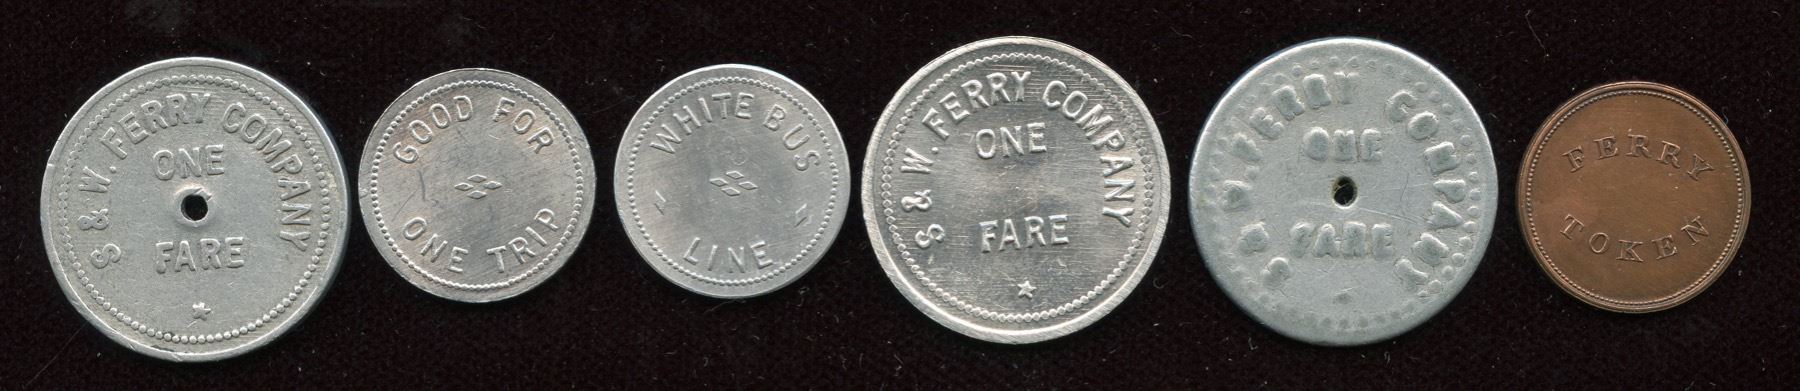 S & W. FERRY COMPANY
ONE
FARE
GOOD FOR
ONE TRIP
WHITE BUS
LINE
S & W. FERRY COMPANY
ONE
FARE
S & W. FERRY COMPANY
ONE
FARE
FERRY
TOKEN